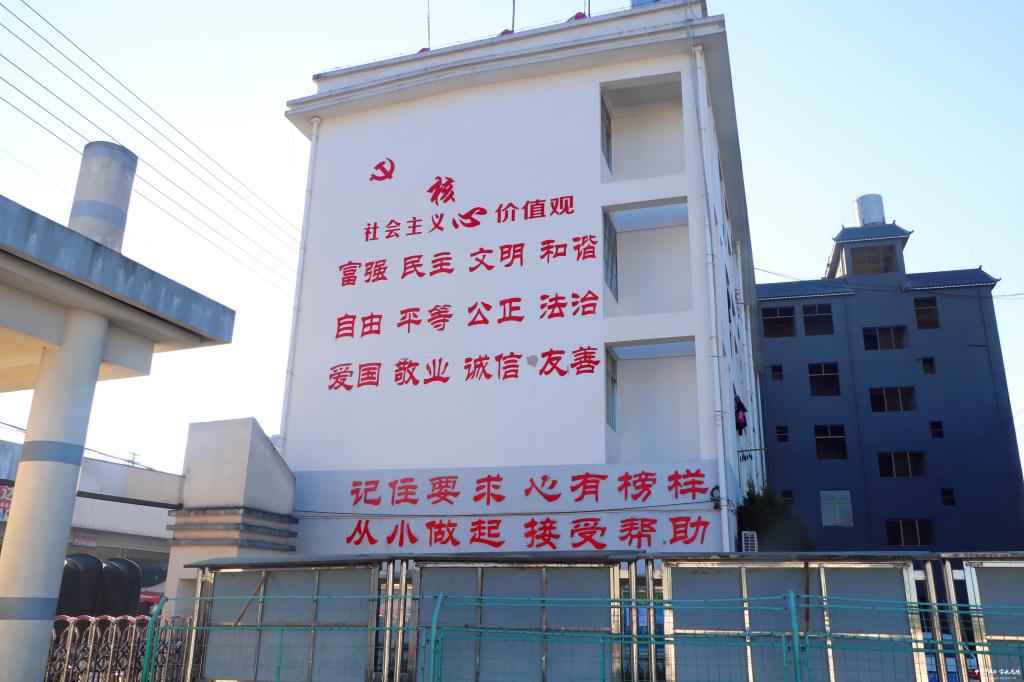 社会主义核心价值观
富强 民主 文明 和谐
自由 平等 公正 法治
爱国 敬业 诚信 友善
记住要求 心有榜样
从小做起 接受帮助